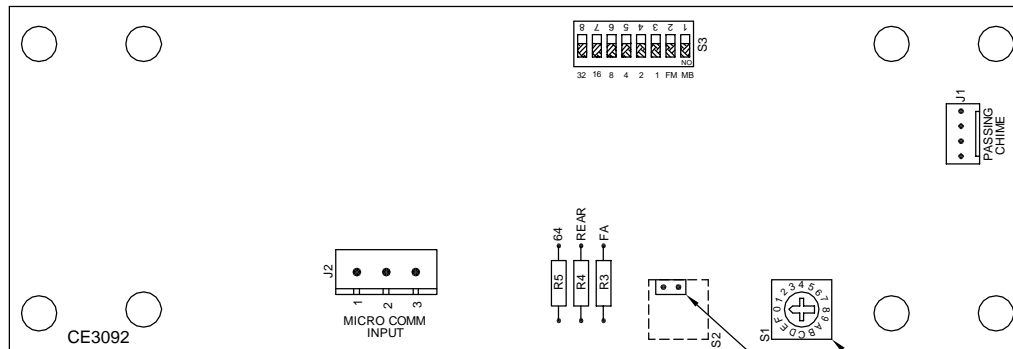 8 7 6 5 4 3 2 1
S3
NO
32 16 8 4 2 1 FM MB
J1
PASSING
CHIME
64
REAR
FA
R5
R4
R3
J2
1
2
3
MICRO COMM
INPUT
S2
S1
0 1 2 3 4 5 6 7 8 9 A B C D E F
CE3092